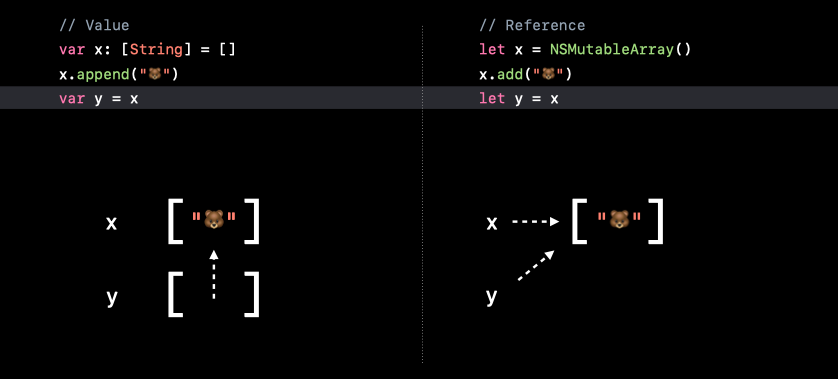 // Value
var x: [String] = []
x.append("🐻")
var y = x
// Reference
let x = NSMutableArray()
x.add("🐻")
let y = x
x ["🐻"]
y [ ]
x ["🐻"]
y